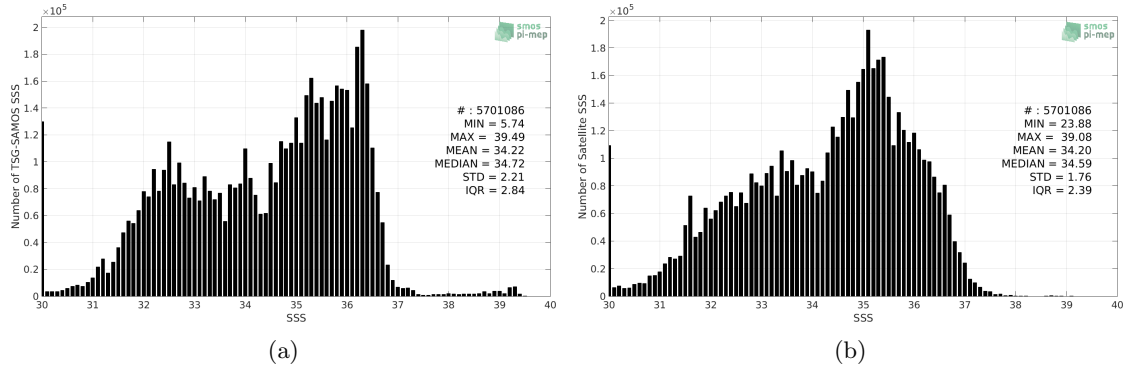 ×10^5
2
1.8
1.6
1.4
1.2
1
0.8
0.6
0.4
0.2
0
Number of TSG-SAMOS SSS
smos
pi-mep
# : 5701086
MIN = 5.74
MAX = 39.49
MEAN = 34.22
MEDIAN = 34.72
STD = 2.21
IQR = 2.84
30 31 32 33 34 35 36 37 38 39 40
SSS
(a)
×10^5
2
1.8
1.6
1.4
1.2
1
0.8
0.6
0.4
0.2
0
Number of Satellite SSS
smos
pi-mep
# : 5701086
MIN = 23.88
MAX = 39.08
MEAN = 34.20
MEDIAN = 34.59
STD = 1.76
IQR = 2.39
30 31 32 33 34 35 36 37 38 39 40
SSS
(b)